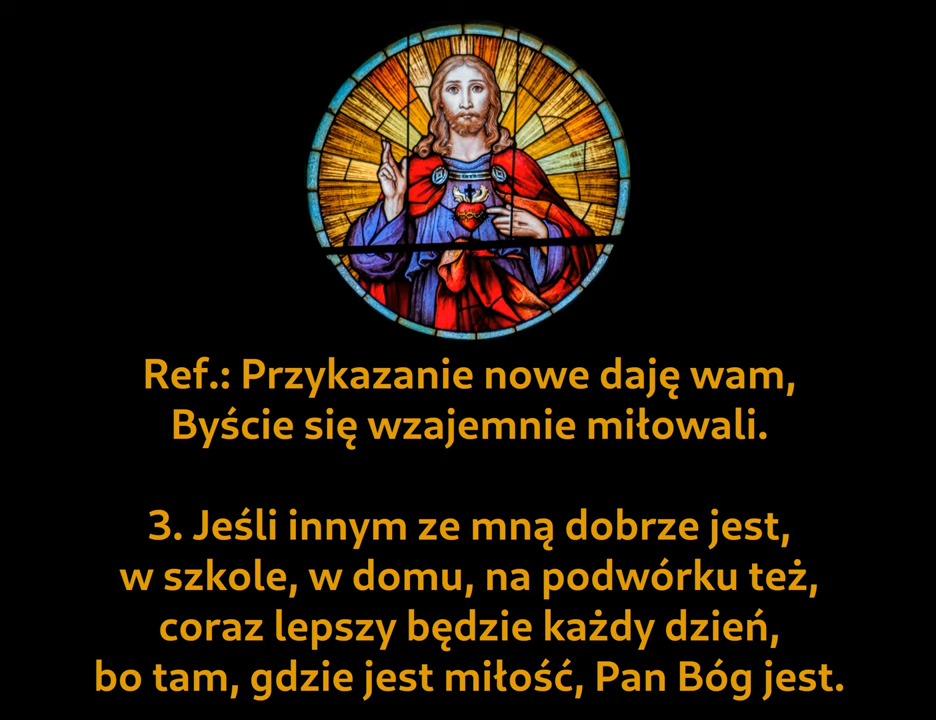 Ref.: Przykazanie nowe daję wam,
Byście się wzajemnie miłowali.
3. Jeśli innym ze mną dobrze jest,
w szkole, w domu, na podwórku też,
coraz lepszy będzie każdy dzień,
bo tam, gdzie jest miłość, Pan Bóg jest.